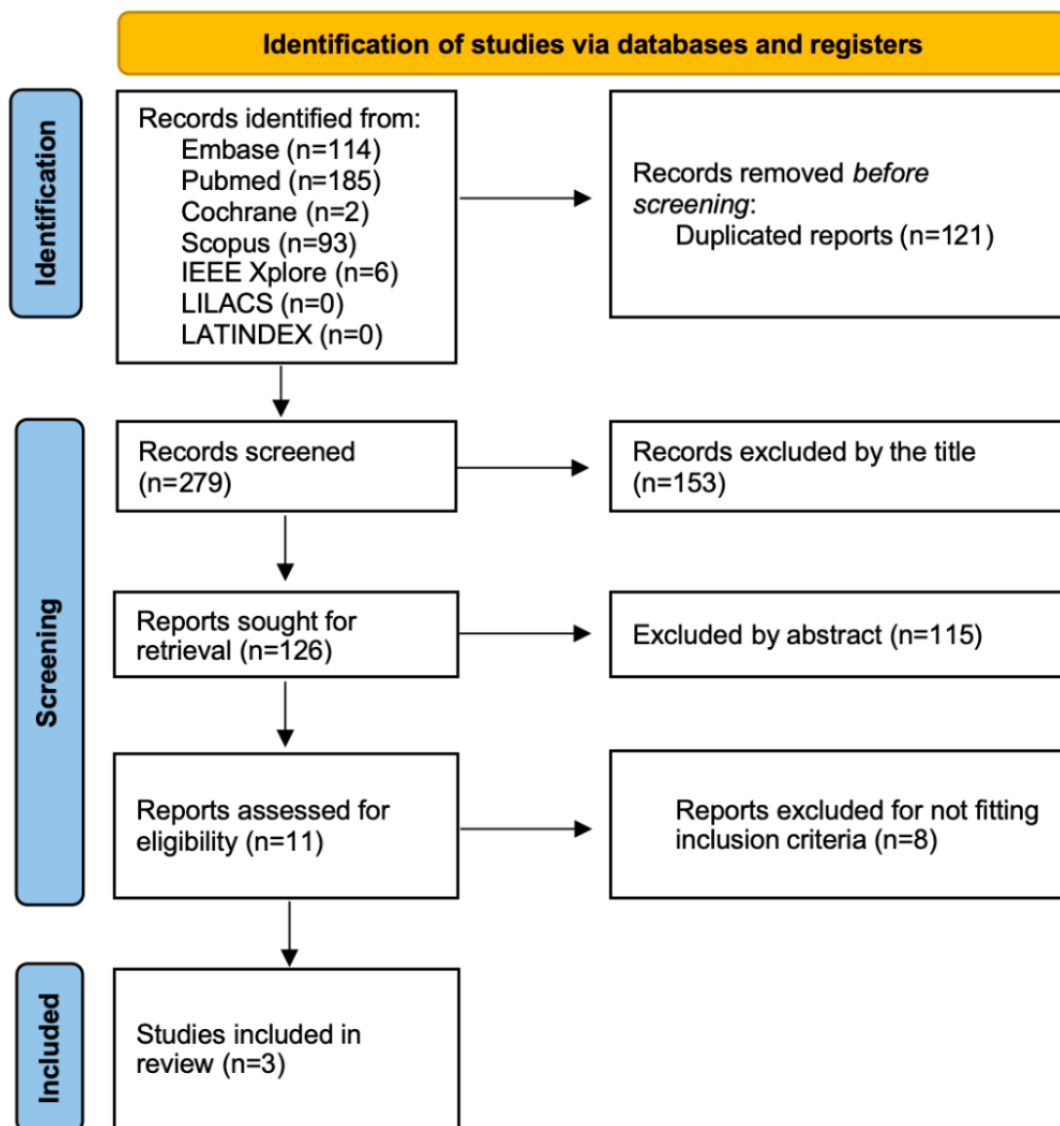 Identification of studies via databases and registers
Identification
Records identified from:
Embase (n=114)
Pubmed (n=185)
Cochrane (n=2)
Scopus (n=93)
IEEE Xplore (n=6)
LILACS (n=0)
LATINDEX (n=0)
Records removed before
screening:
Duplicated reports (n=121)
Screening
Records screened
(n=279)
Records excluded by the title
(n=153)
Reports sought for
retrieval (n=126)
Excluded by abstract (n=115)
Reports assessed for
eligibility (n=11)
Reports excluded for not fitting
inclusion criteria (n=8)
Included
Studies included in
review (n=3)